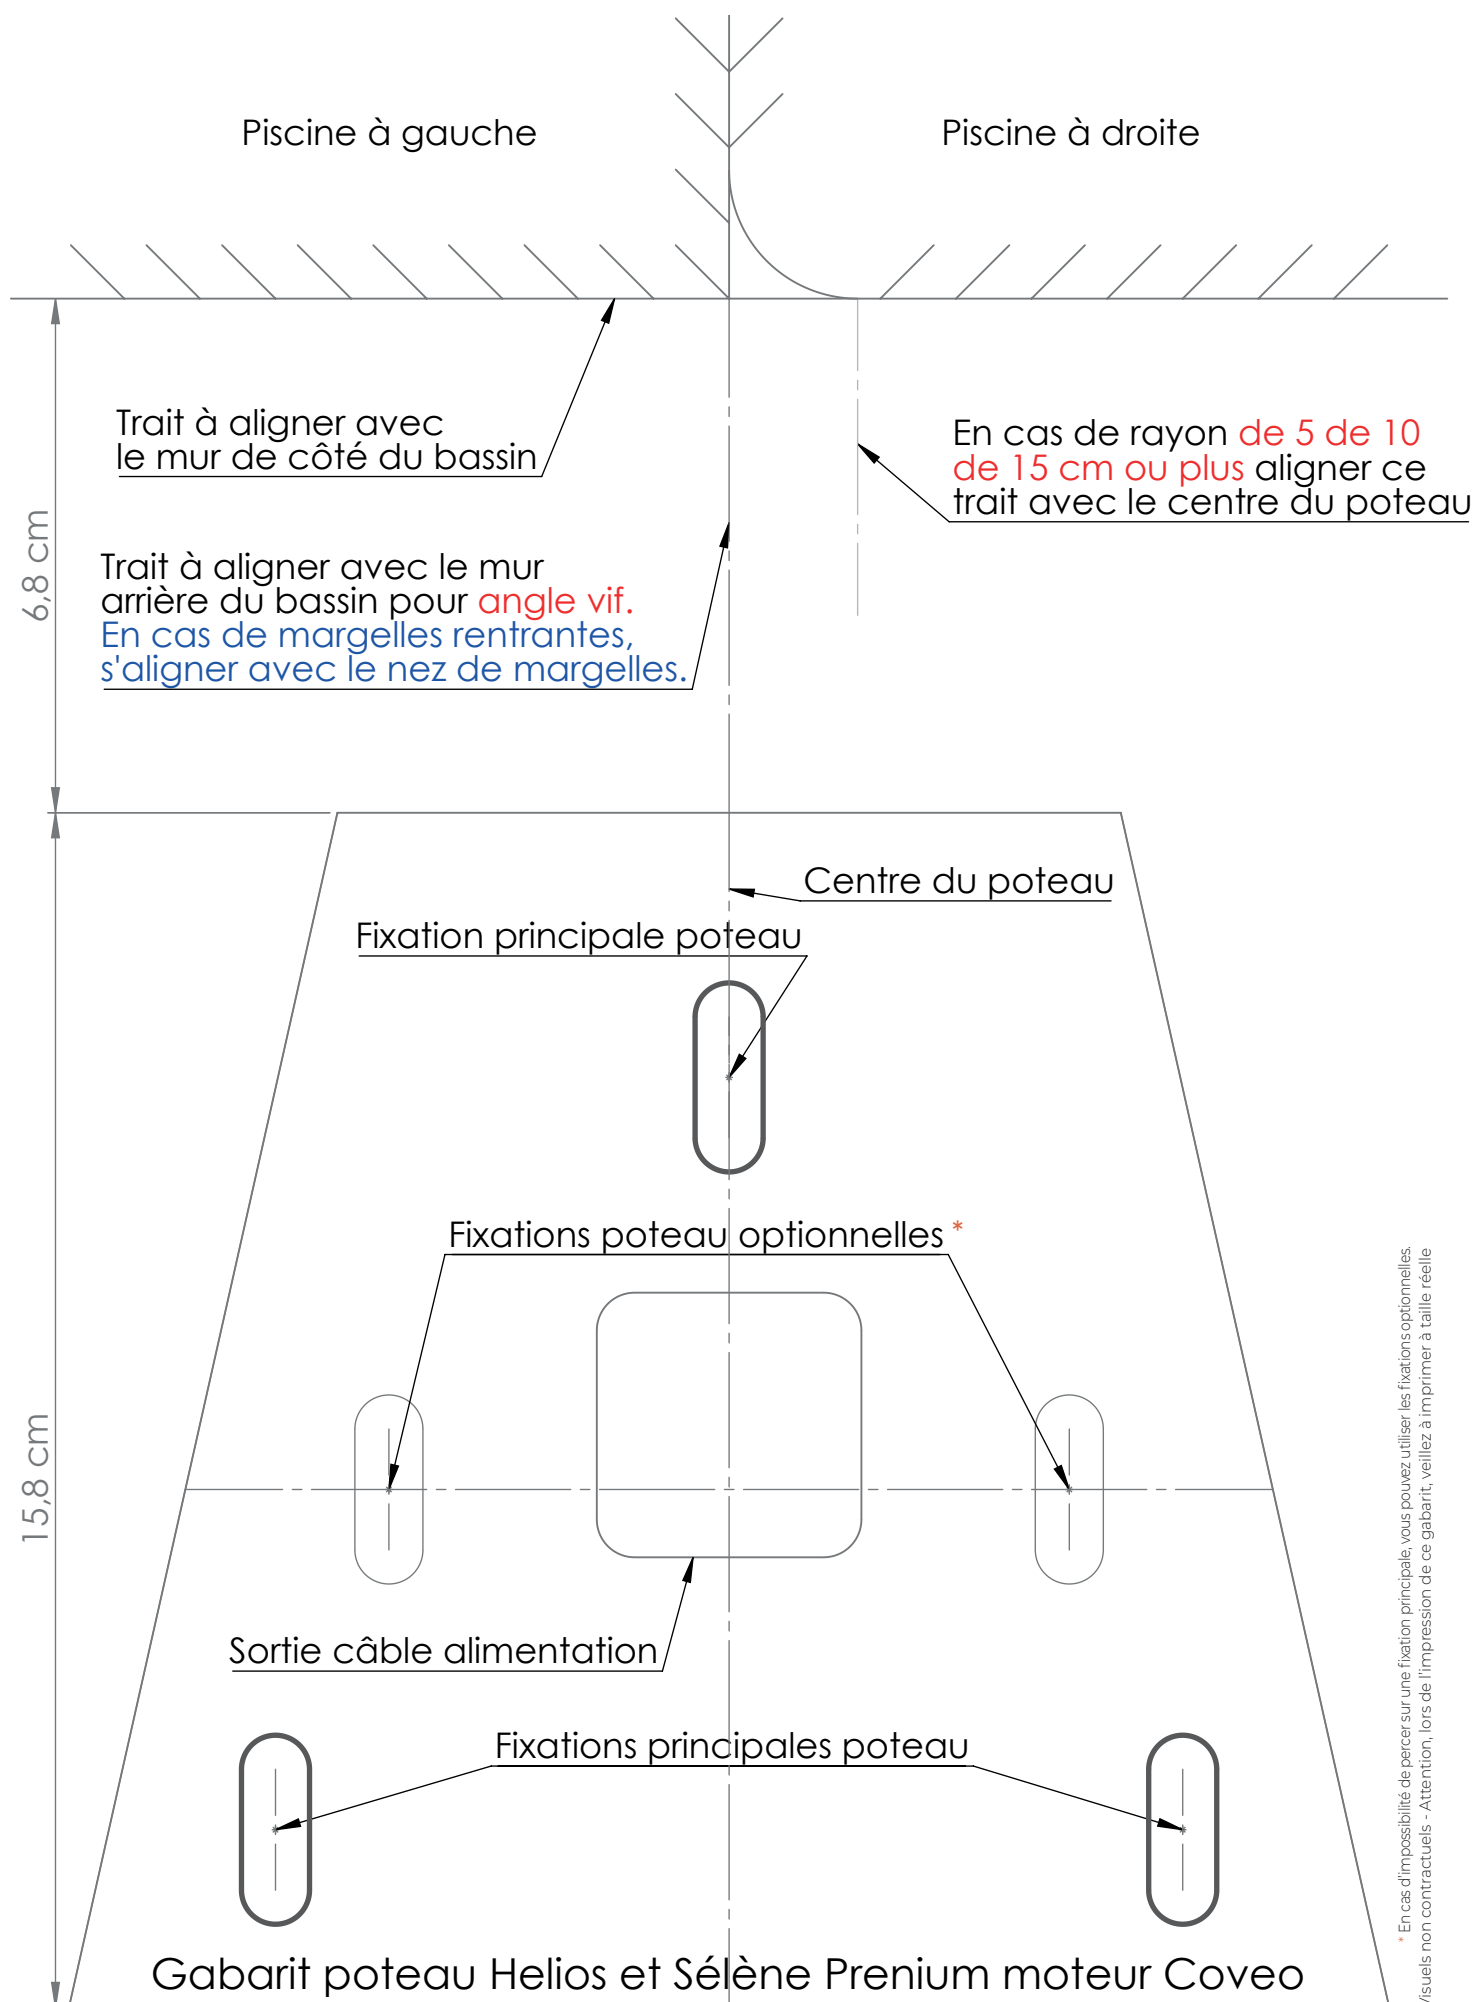 Piscine à gauche
Piscine à droite
Trait à aligner avec
le mur de côté du bassin
En cas de rayon de 5 de 10
de 15 cm ou plus aligner ce
trait avec le centre du poteau
6,8 cm
Trait à aligner avec le mur
arrière du bassin pour angle vif.
En cas de margelles rentrantes,
s'aligner avec le nez de margelles.
Centre du poteau
Fixation principale poteau
Fixations poteau optionnelles *
15,8 cm
Sortie câble alimentation
Fixations principales poteau
Gabarit poteau Helios et Sélène Prenium moteur Coveo
* En cas d'impossibilité de percer sur une fixation principale, vous pouvez utiliser les fixations optionnelles.
Visuels non contractuels - Attention, lors de l'impression de ce gabarit, veillez à imprimer à taille réelle